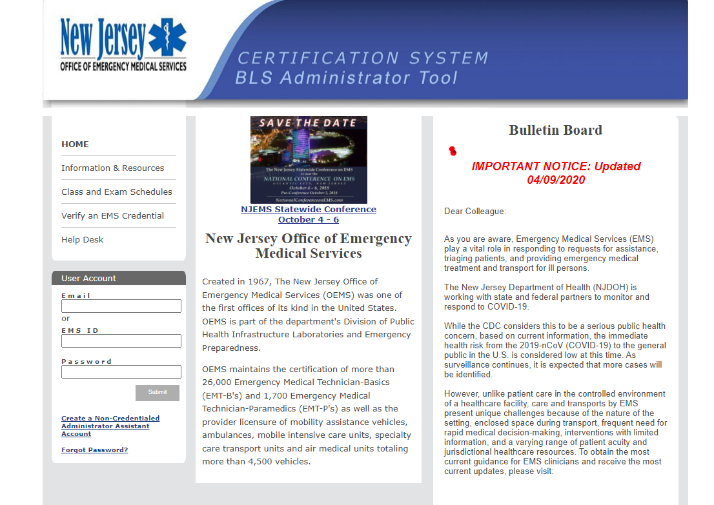 New Jersey
OFFICE OF EMERGENCY MEDICAL SERVICES
CERTIFICATION SYSTEM
BLS Administrator Tool
HOME
Information & Resources
Class and Exam Schedules
Verify an EMS Credential
Help Desk
User Account
Email
or
EMS ID
Password
Submit
Create a Non-Credentialed
Administrator Assistant
Account
Forgot Password?
SAVE THE DATE
The New Jersey Statewide Conference on EMS
NATIONAL CONFERENCE ON EMS
ATLANTIC CITY, NEW JERSEY
NJEMS Statewide Conference
October 4 - 6
New Jersey Office of Emergency
Medical Services
Created in 1967, The New Jersey Office of
Emergency Medical Services (OEMS) was one of
the first offices of its kind in the United States.
OEMS is part of the department's Division of Public
Health Infrastructure Laboratories and Emergency
Preparedness.
OEMS maintains the certification of more than
26,000 Emergency Medical Technician-Basics
(EMT-B's) and 1,700 Emergency Medical
Technician-Paramedics (EMT-P's) as well as the
provider licensure of mobility assistance vehicles,
ambulances, mobile intensive care units, specialty
care transport units and air medical units totaling
more than 4,500 vehicles.
Bulletin Board
IMPORTANT NOTICE: Updated
04/09/2020
Dear Colleague:
As you are aware, Emergency Medical Services (EMS)
play a vital role in responding to requests for assistance,
triaging patients, and providing emergency medical
treatment and transport for ill persons.
The New Jersey Department of Health (NJDOH) is
working with state and federal partners to monitor and
respond to COVID-19.
While the CDC considers this to be a serious public health
concern, based on current information, the immediate
health risk from the 2019-nCoV (COVID-19) to the general
public in the U.S. is considered low at this time. As
surveillance continues, it is expected that more cases will
be identified.
However, unlike patient care in the controlled environment
of a healthcare facility, care and transports by EMS
present unique challenges because of the nature of the
setting, enclosed space during transport, frequent need for
rapid medical decision-making, interventions with limited
information, and a varying range of patient acuity and
jurisdictional healthcare resources. To obtain the most
current guidance for EMS clinicians and receive the most
current updates, please visit: